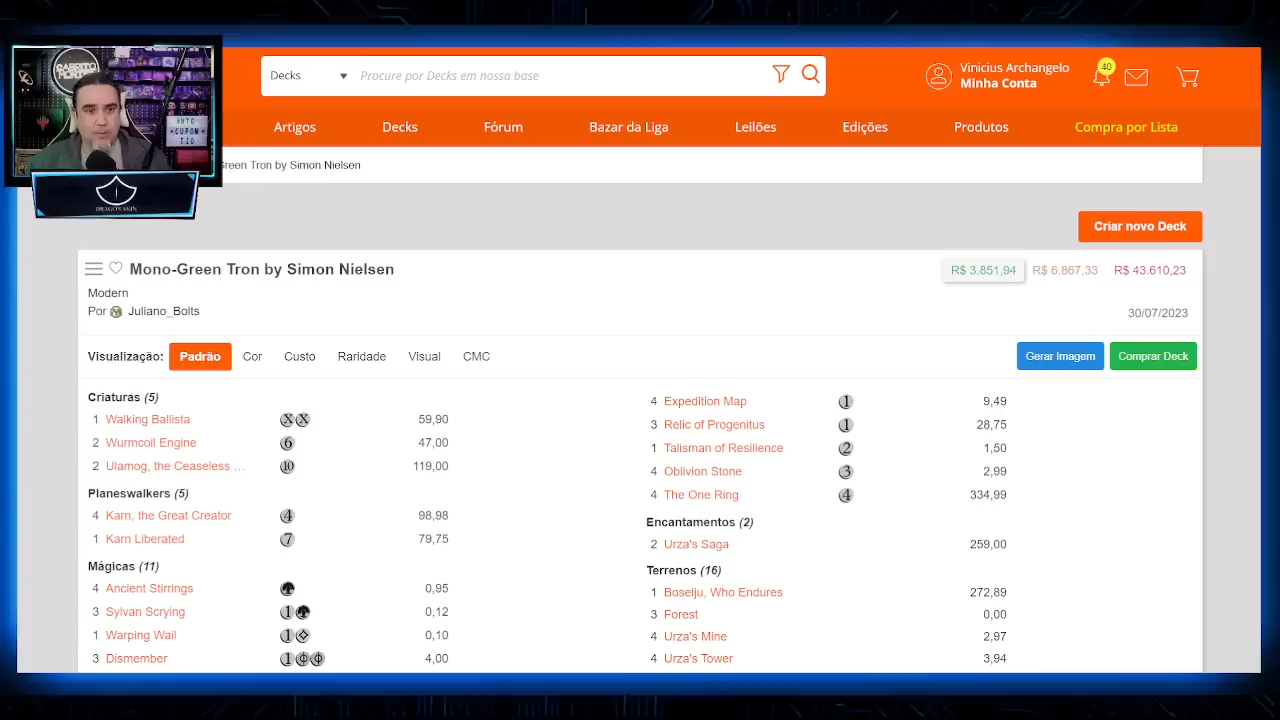 Decks
Procure por Decks em nossa base
Vinicius Archangelo
Minha Conta
40
Artigos
Decks
Fórum
Bazar da Liga
Leilões
Edições
Produtos
Compra por Lista
Green Tron by Simon Nielsen
DRAGON SKIN
Criar novo Deck
Mono-Green Tron by Simon Nielsen
R$ 3.851,94
R$ 6.867,33
R$ 43.610,23
Modern
Por Juliano_Bolts
30/07/2023
Visualização:
Padrão
Cor
Custo
Raridade
Visual
CMC
Gerar Imagem
Comprar Deck
Criaturas (5)
1 Walking Ballista X X 59,90
2 Wurmcoil Engine 6 47,00
2 Ulamog, the Ceaseless ... 10 119,00
Planeswalkers (5)
4 Karn, the Great Creator 4 98,98
1 Karn Liberated 7 79,75
Mágicas (11)
4 Ancient Stirrings 0,95
3 Sylvan Scrying 1 0,12
1 Warping Wail 1 0,10
3 Dismember 1 4,00
4 Expedition Map 1 9,49
3 Relic of Progenitus 1 28,75
1 Talisman of Resilience 2 1,50
4 Oblivion Stone 3 2,99
4 The One Ring 4 334,99
Encantamentos (2)
2 Urza's Saga 259,00
Terrenos (16)
1 Boseiju, Who Endures 272,89
3 Forest 0,00
4 Urza's Mine 2,97
4 Urza's Tower 3,94